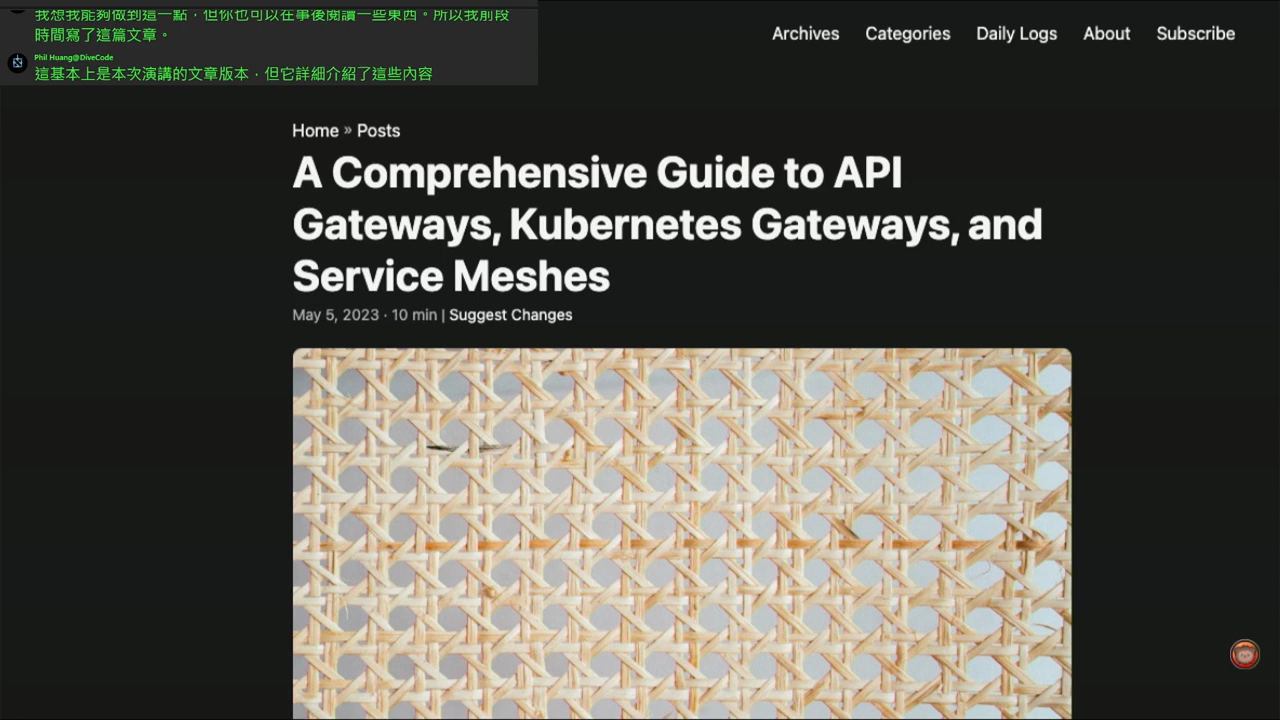 我想我能夠做到這一點，但你也可以在事後閱讀一些東西。所以我前段
時間寫了這篇文章。
Phil Huang@DiveCode
這基本上是本次演講的文章版本，但它詳細介紹了這些內容
Archives Categories Daily Logs About Subscribe
Home » Posts
A Comprehensive Guide to API
Gateways, Kubernetes Gateways, and
Service Meshes
May 5, 2023 · 10 min | Suggest Changes